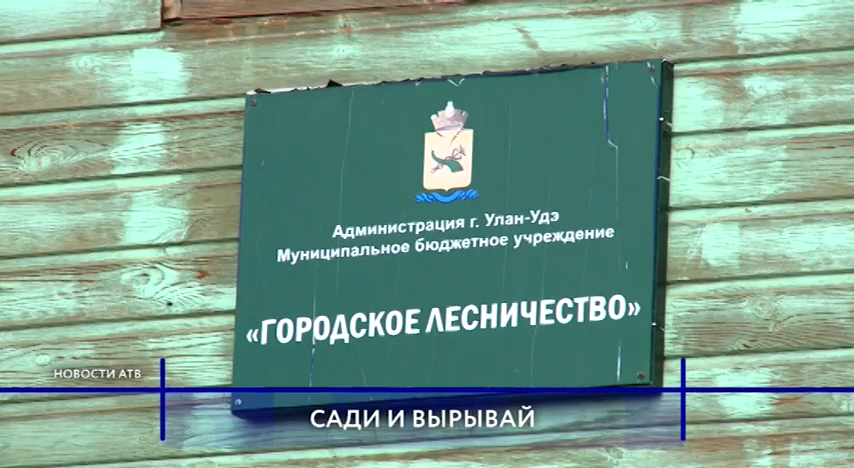 Администрация г. Улан-Удэ
Муниципальное бюджетное учреждение
«ГОРОДСКОЕ ЛЕСНИЧЕСТВО»
НОВОСТИ АТВ
САДИ И ВЫРЫВАЙ